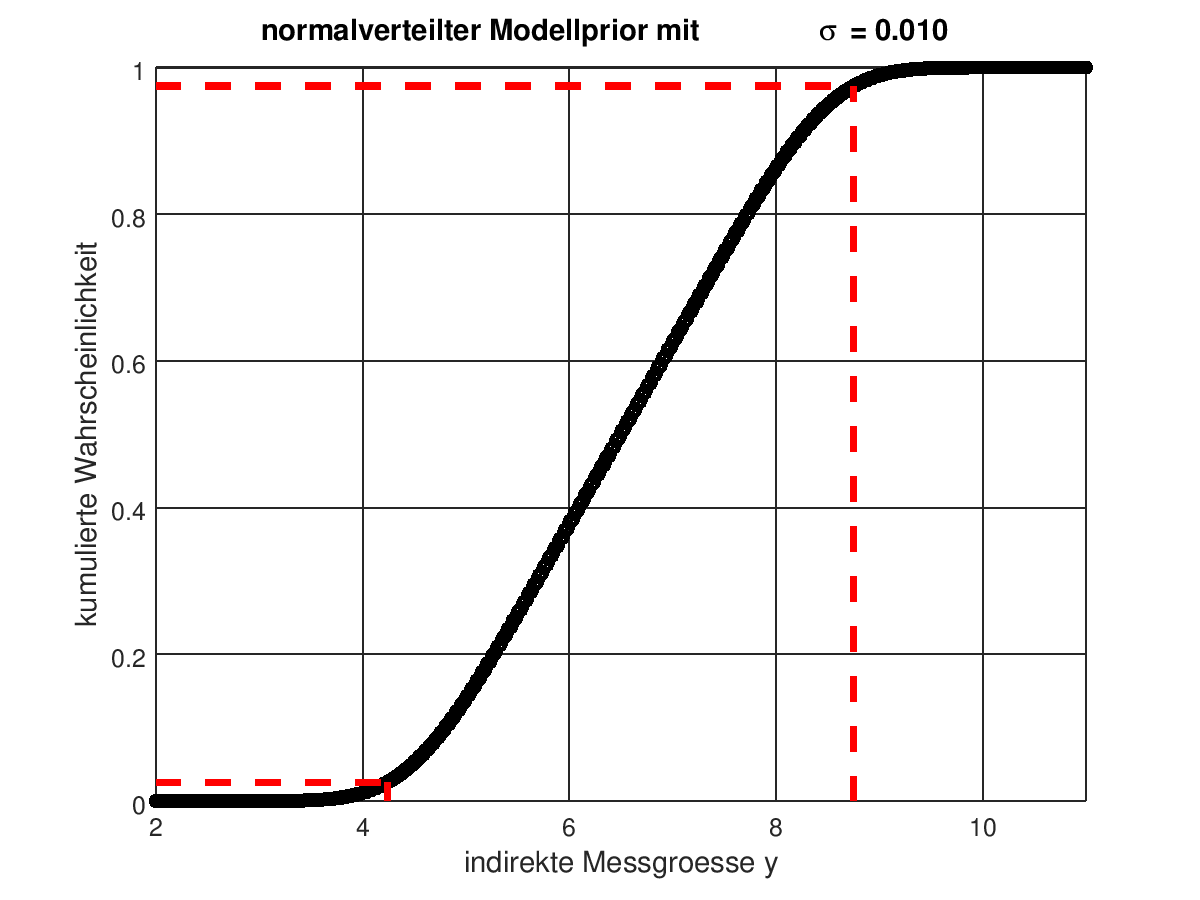 normalverteilter Modellprior mit σ = 0.010
1
0.8
0.6
0.4
0.2
0
kumulierte Wahrscheinlichkeit
2 4 6 8 10
indirekte Messgroesse y